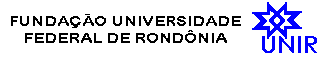 FUNDAÇÃO UNIVERSIDADE
FEDERAL DE RONDÔNIA
UNIR